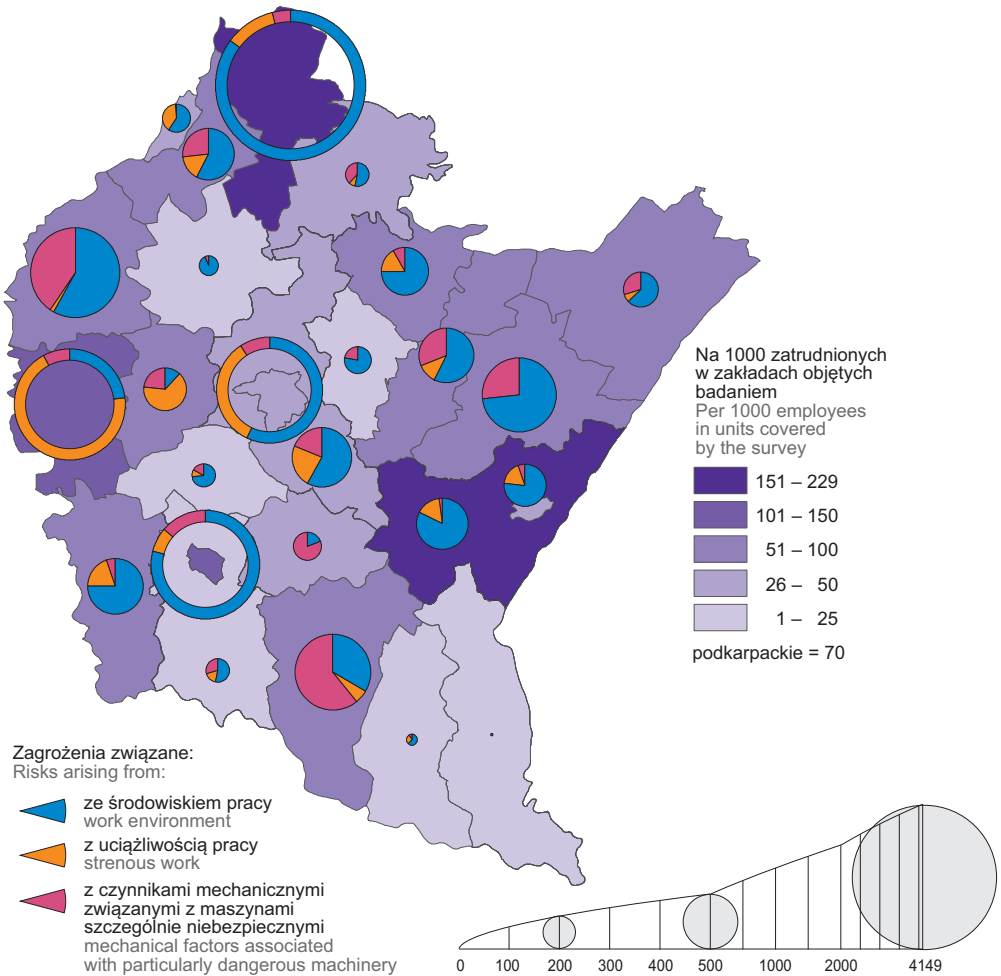 Na 1000 zatrudnionych
w zakładach objętych
badaniem
Per 1000 employees
in units covered
by the survey
151 – 229
101 – 150
51 – 100
26 – 50
1 – 25
podkarpackie = 70
Zagrożenia związane:
Risks arising from:
ze środowiskiem pracy
work environment
z uciążliwością pracy
strenous work
z czynnikami mechanicznymi
związanymi z maszynami
szczególnie niebezpiecznymi
mechanical factors associated
with particularly dangerous machinery
0 100 200 300 400 500 1000 2000 4149